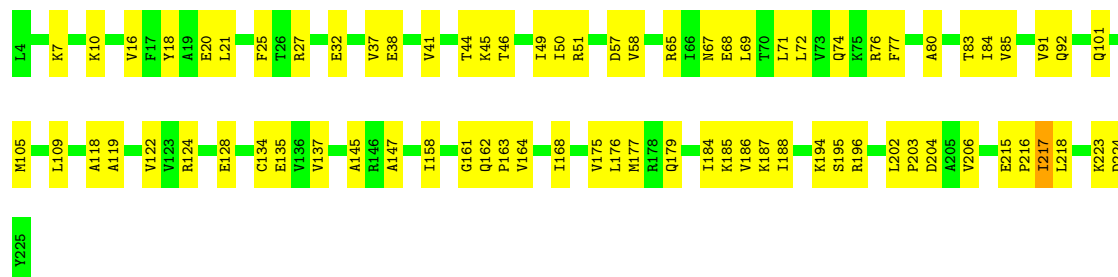 L4 K7 K10 V16 F17 Y18 A19 E20 L21 F25 T26 R27 E32 V37 E38 V41 T44 K45 T46 I49 I50 R51 D57 V58 R65 I66 N67 E68 L69 T70 L71 L72 V73 Q74 K75 R76 F77 A80 T83 I84 V85 V91 Q92 Q101
M105 L109 A118 A119 V122 V123 R124 E128 C134 E135 V136 V137 A145 R146 A147 I158 G161 Q162 P163 V164 I168 V175 L176 M177 R178 Q179 I184 K185 V186 K187 I188 K194 S195 R196 L202 P203 D204 A205 V206 E215 P216 I217 L218 K223
Y225